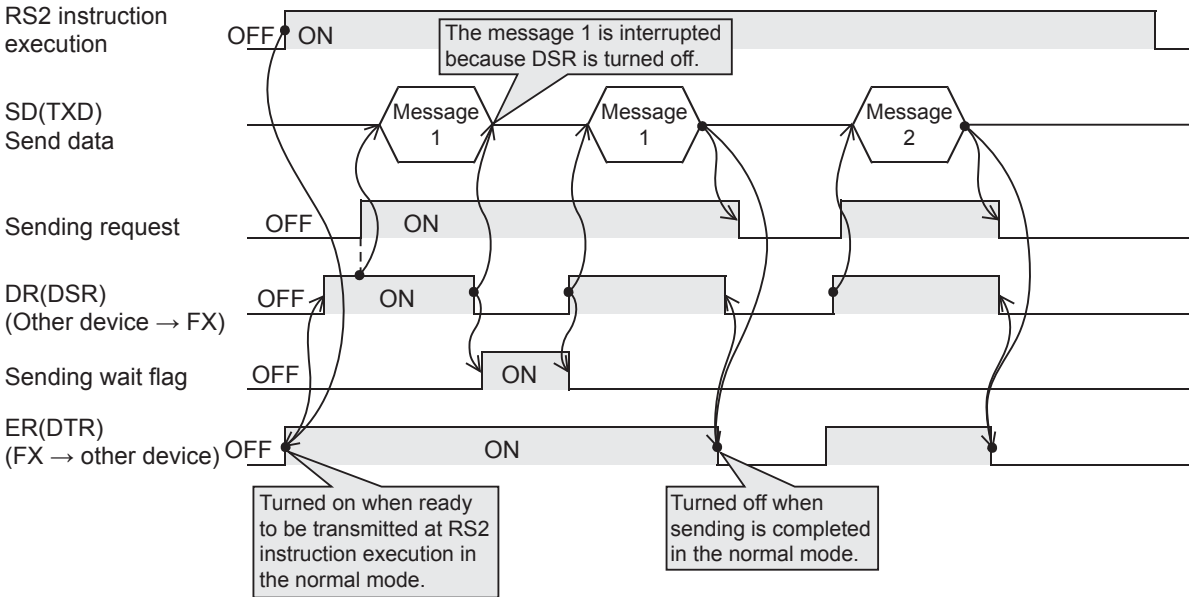 RS2 instruction
execution
OFF
ON
The message 1 is interrupted
because DSR is turned off.
SD(TXD)
Send data
Message
1
Message
1
Message
2
Sending request
OFF
ON
DR(DSR)
(Other device → FX)
OFF
ON
Sending wait flag
OFF
ON
ER(DTR)
(FX → other device)
OFF
ON
Turned on when ready
to be transmitted at RS2
instruction execution in
the normal mode.
Turned off when
sending is completed
in the normal mode.